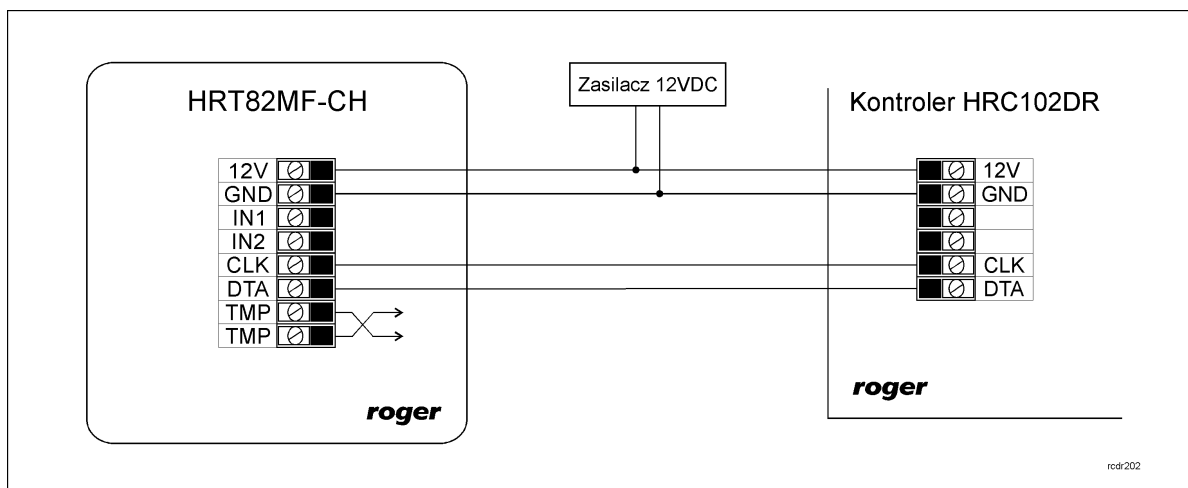 HRT82MF-CH
Zasilacz 12VDC
Kontroler HRC102DR
12V
GND
IN1
IN2
CLK
DTA
TMP
TMP
12V
GND
CLK
DTA
roger
roger
rcdr202